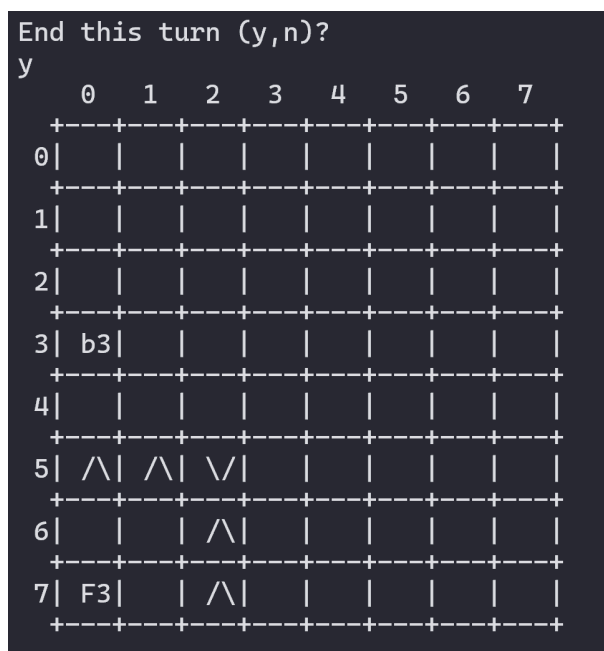 End this turn (y,n)?
y
    0   1   2   3   4   5   6   7
  +---+---+---+---+---+---+---+---+
 0|   |   |   |   |   |   |   |   |
  +---+---+---+---+---+---+---+---+
 1|   |   |   |   |   |   |   |   |
  +---+---+---+---+---+---+---+---+
 2|   |   |   |   |   |   |   |   |
  +---+---+---+---+---+---+---+---+
 3| b3|   |   |   |   |   |   |   |
  +---+---+---+---+---+---+---+---+
 4|   |   |   |   |   |   |   |   |
  +---+---+---+---+---+---+---+---+
 5| /\| /\| \/|   |   |   |   |   |
  +---+---+---+---+---+---+---+---+
 6|   |   | /\|   |   |   |   |   |
  +---+---+---+---+---+---+---+---+
 7| F3|   | /\|   |   |   |   |   |
  +---+---+---+---+---+---+---+---+